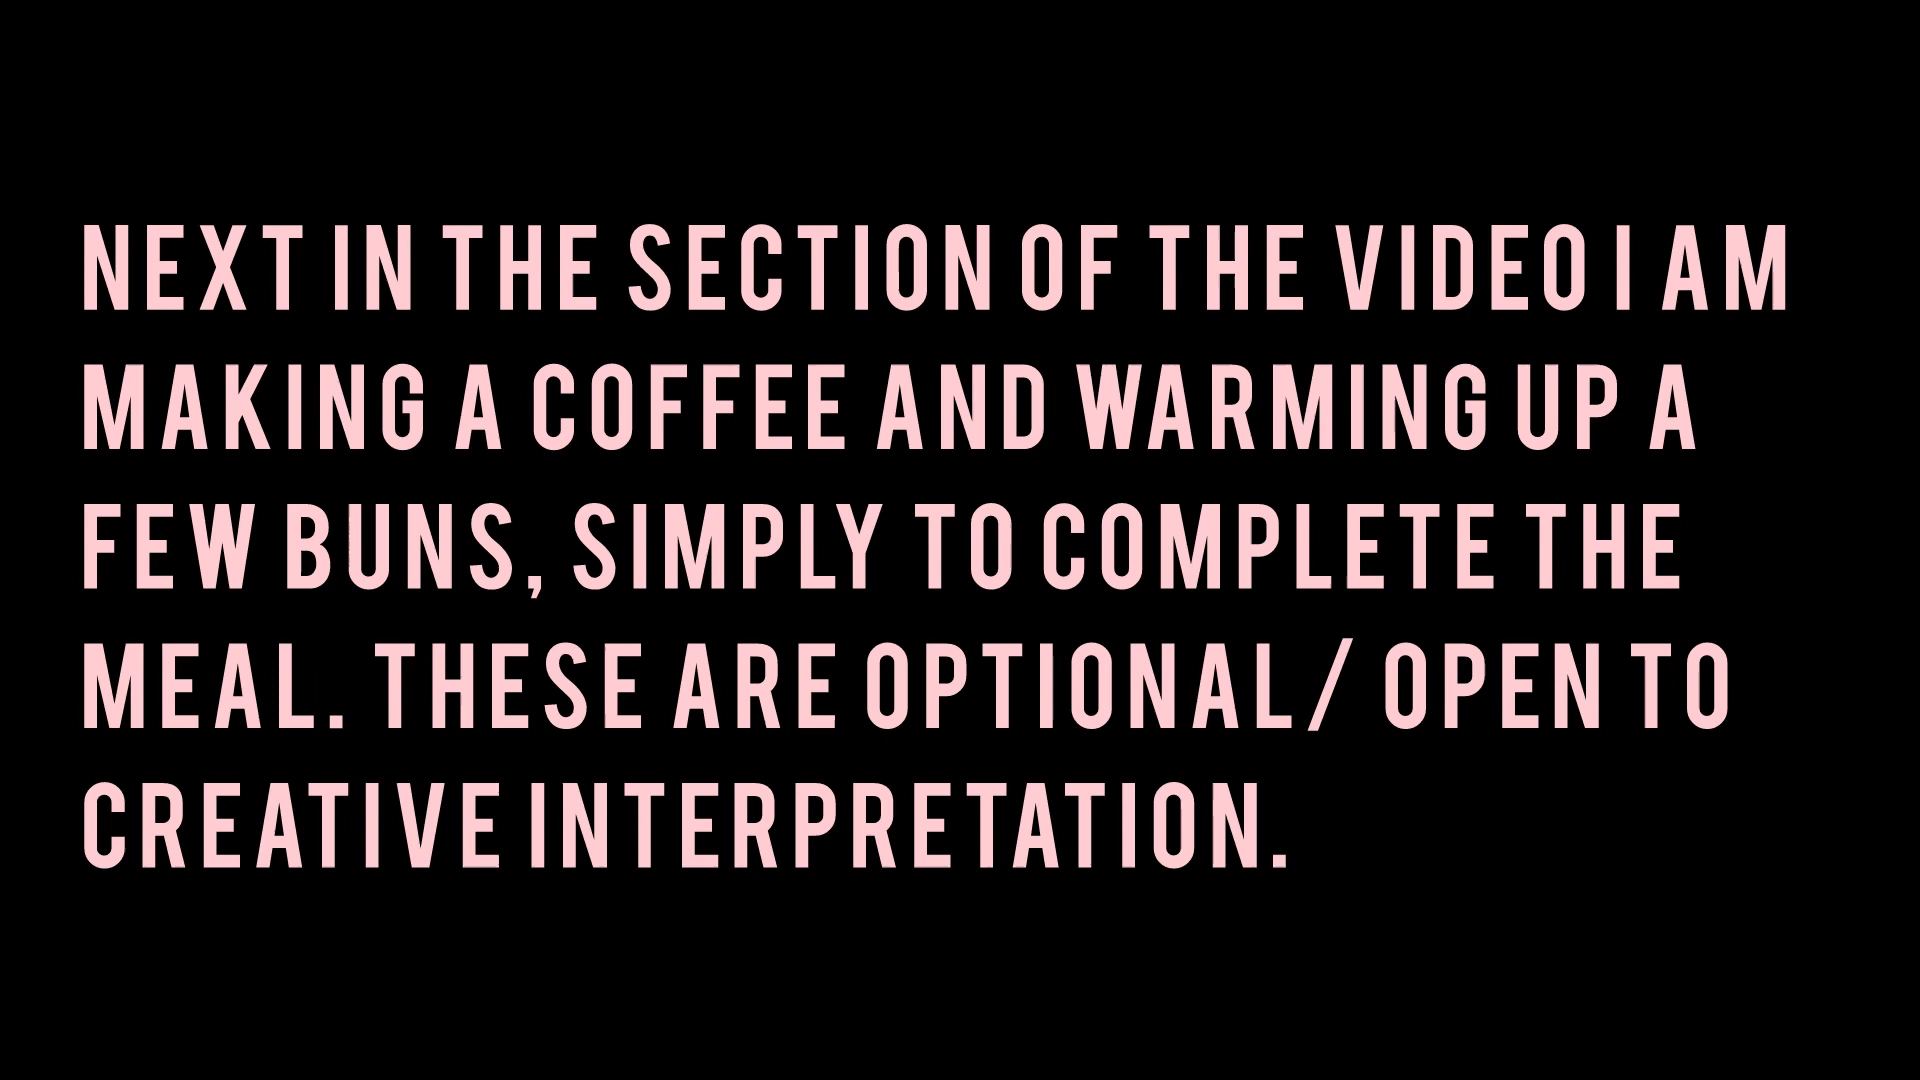 NEXT IN THE SECTION OF THE VIDEO I AM
MAKING A COFFEE AND WARMING UP A
FEW BUNS, SIMPLY TO COMPLETE THE
MEAL. THESE ARE OPTIONAL/ OPEN TO
CREATIVE INTERPRETATION.